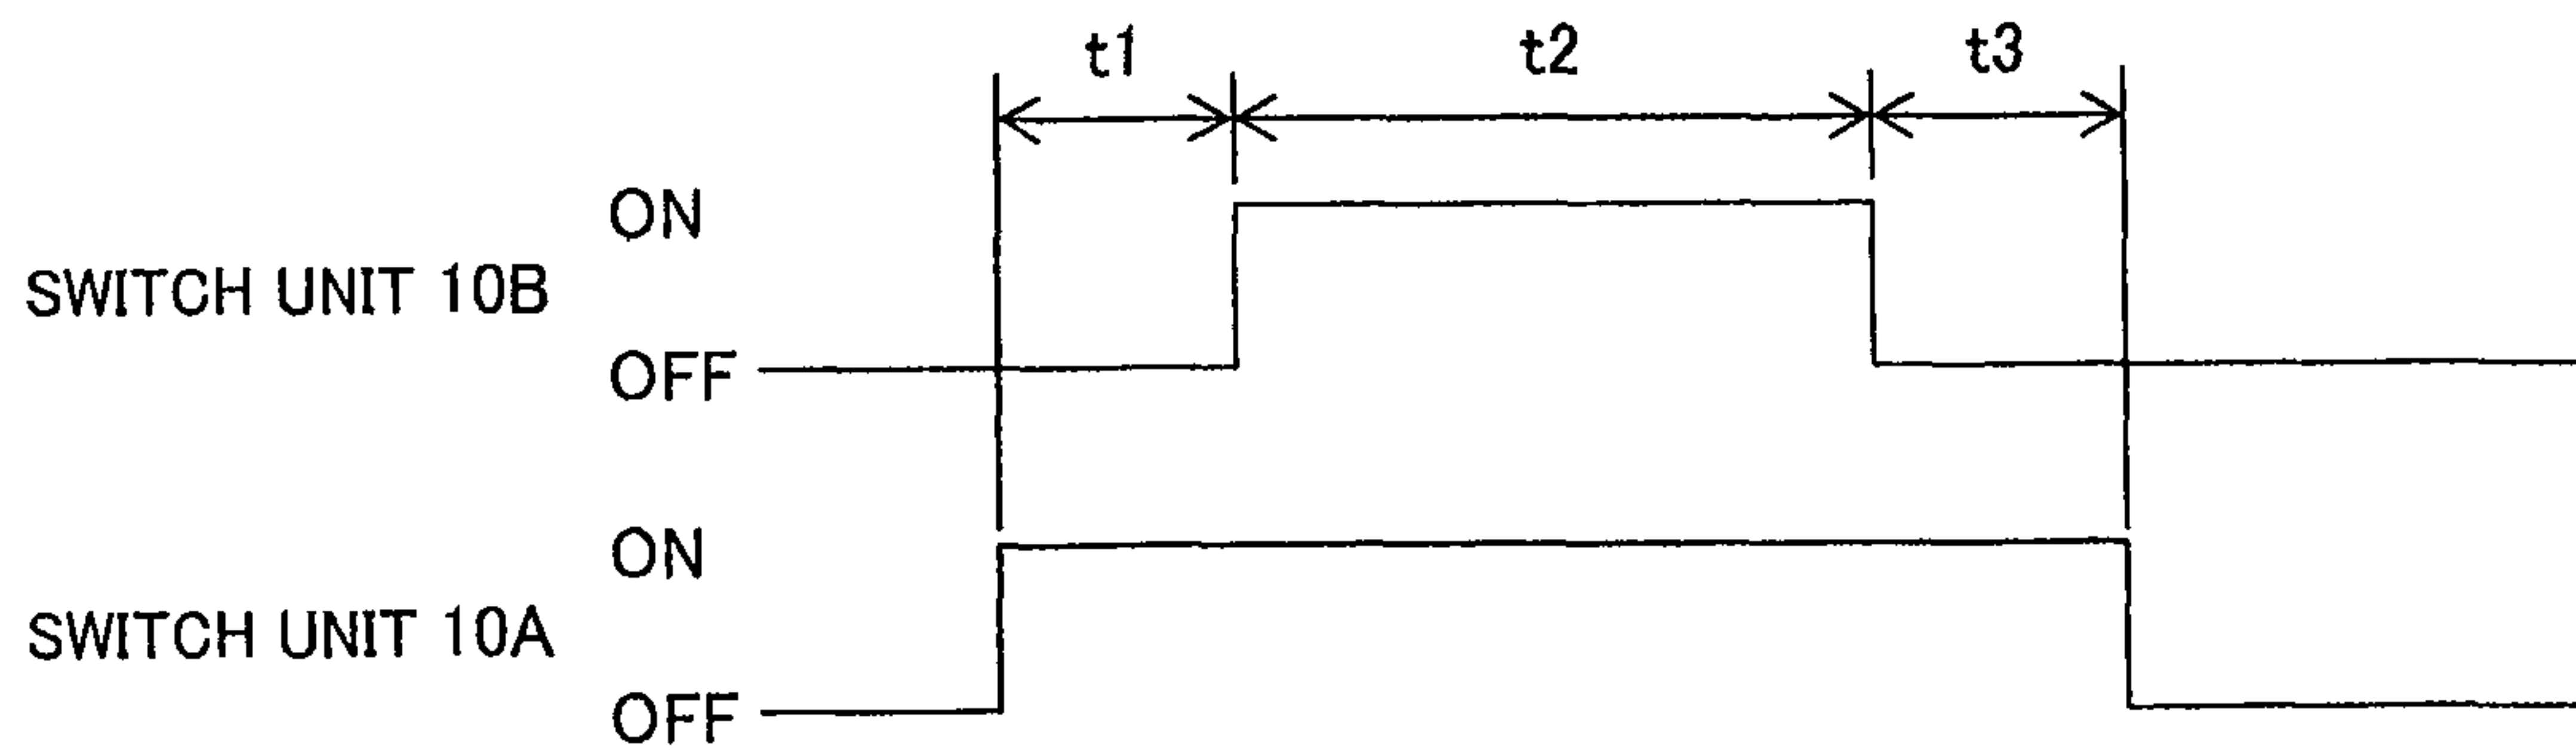 t1 t2 t3
ON
SWITCH UNIT 10B
OFF
ON
SWITCH UNIT 10A
OFF